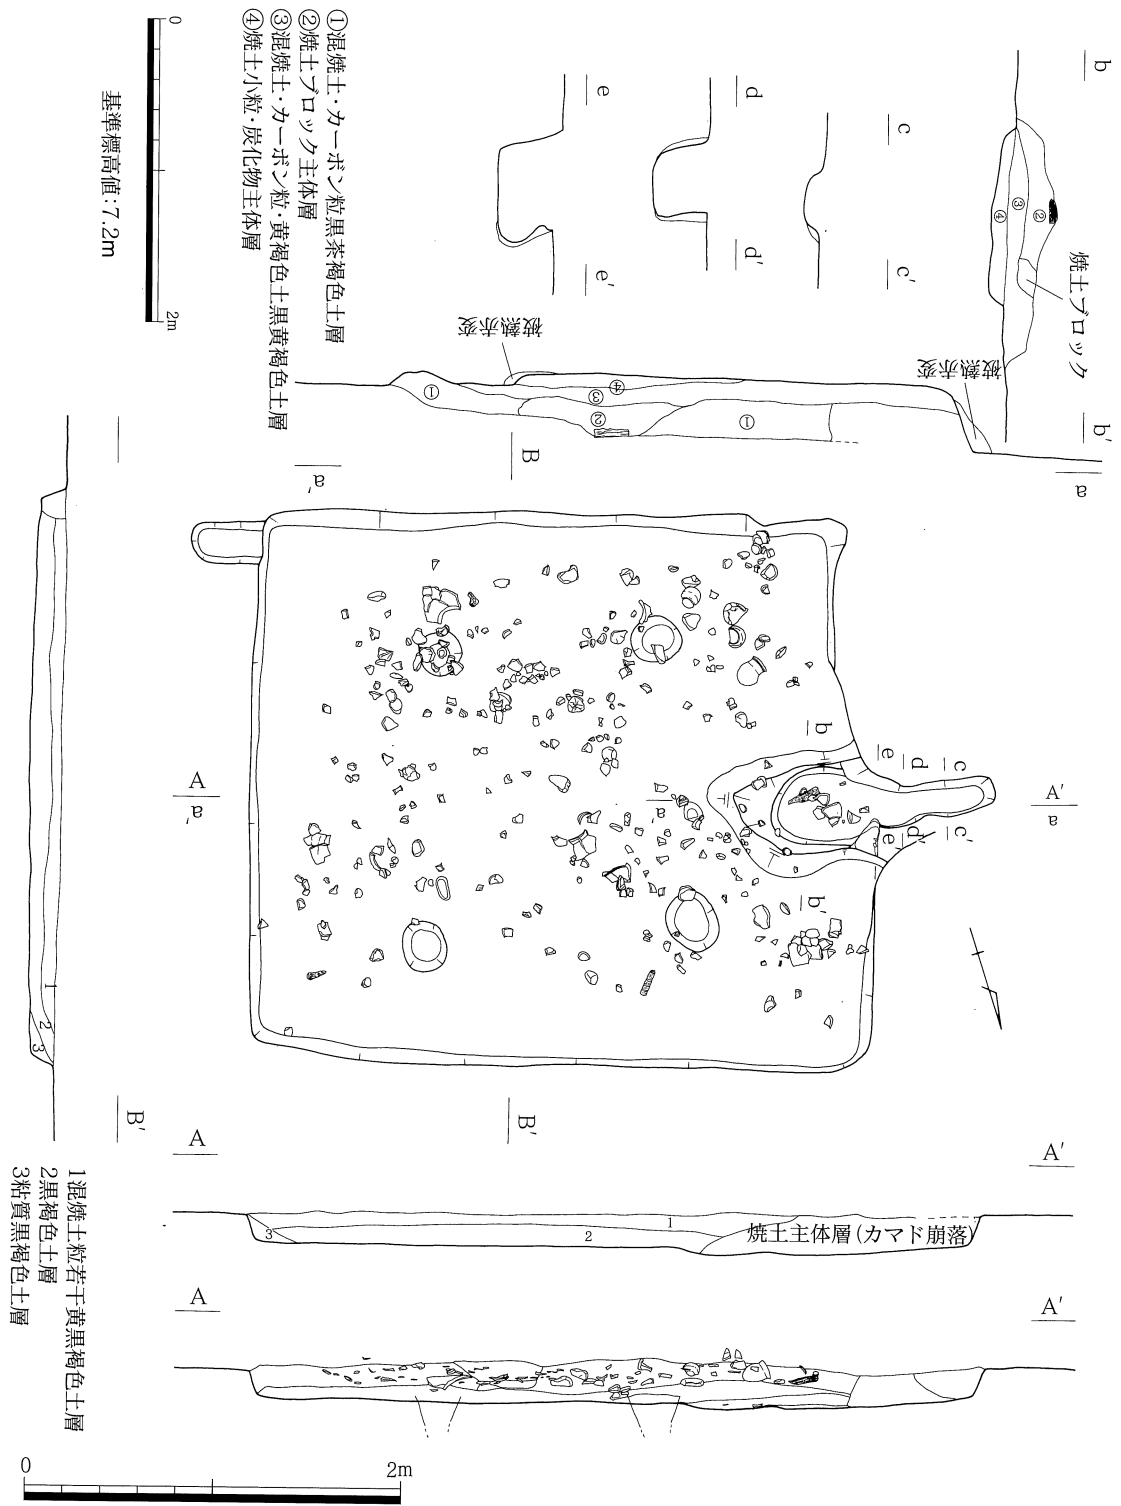 ①混焼土・カーボン粒黒茶褐色土層
②焼土ブロック主体層
③混焼土・カーボン粒・黄褐色土黒黄褐色土層
④焼土小粒・炭化物主体層
0
2m
基準標高値:7.2m
e
e′
d
d′
c
c′
b
b′
②
③
④
焼土ブロック
被熱赤変
被熱赤変
①
④
③
②
①
a′
a
B
b
e
d
c
A
a′
a′
A′
a
e′
d′
c′
b′
1
2
3
B′
B′
A
A′
1
2
3
焼土主体層(カマド崩落)
A
A′
1混焼土粒若干黄黒褐色土層
2黒褐色土層
3粘質黒褐色土層
0
2m